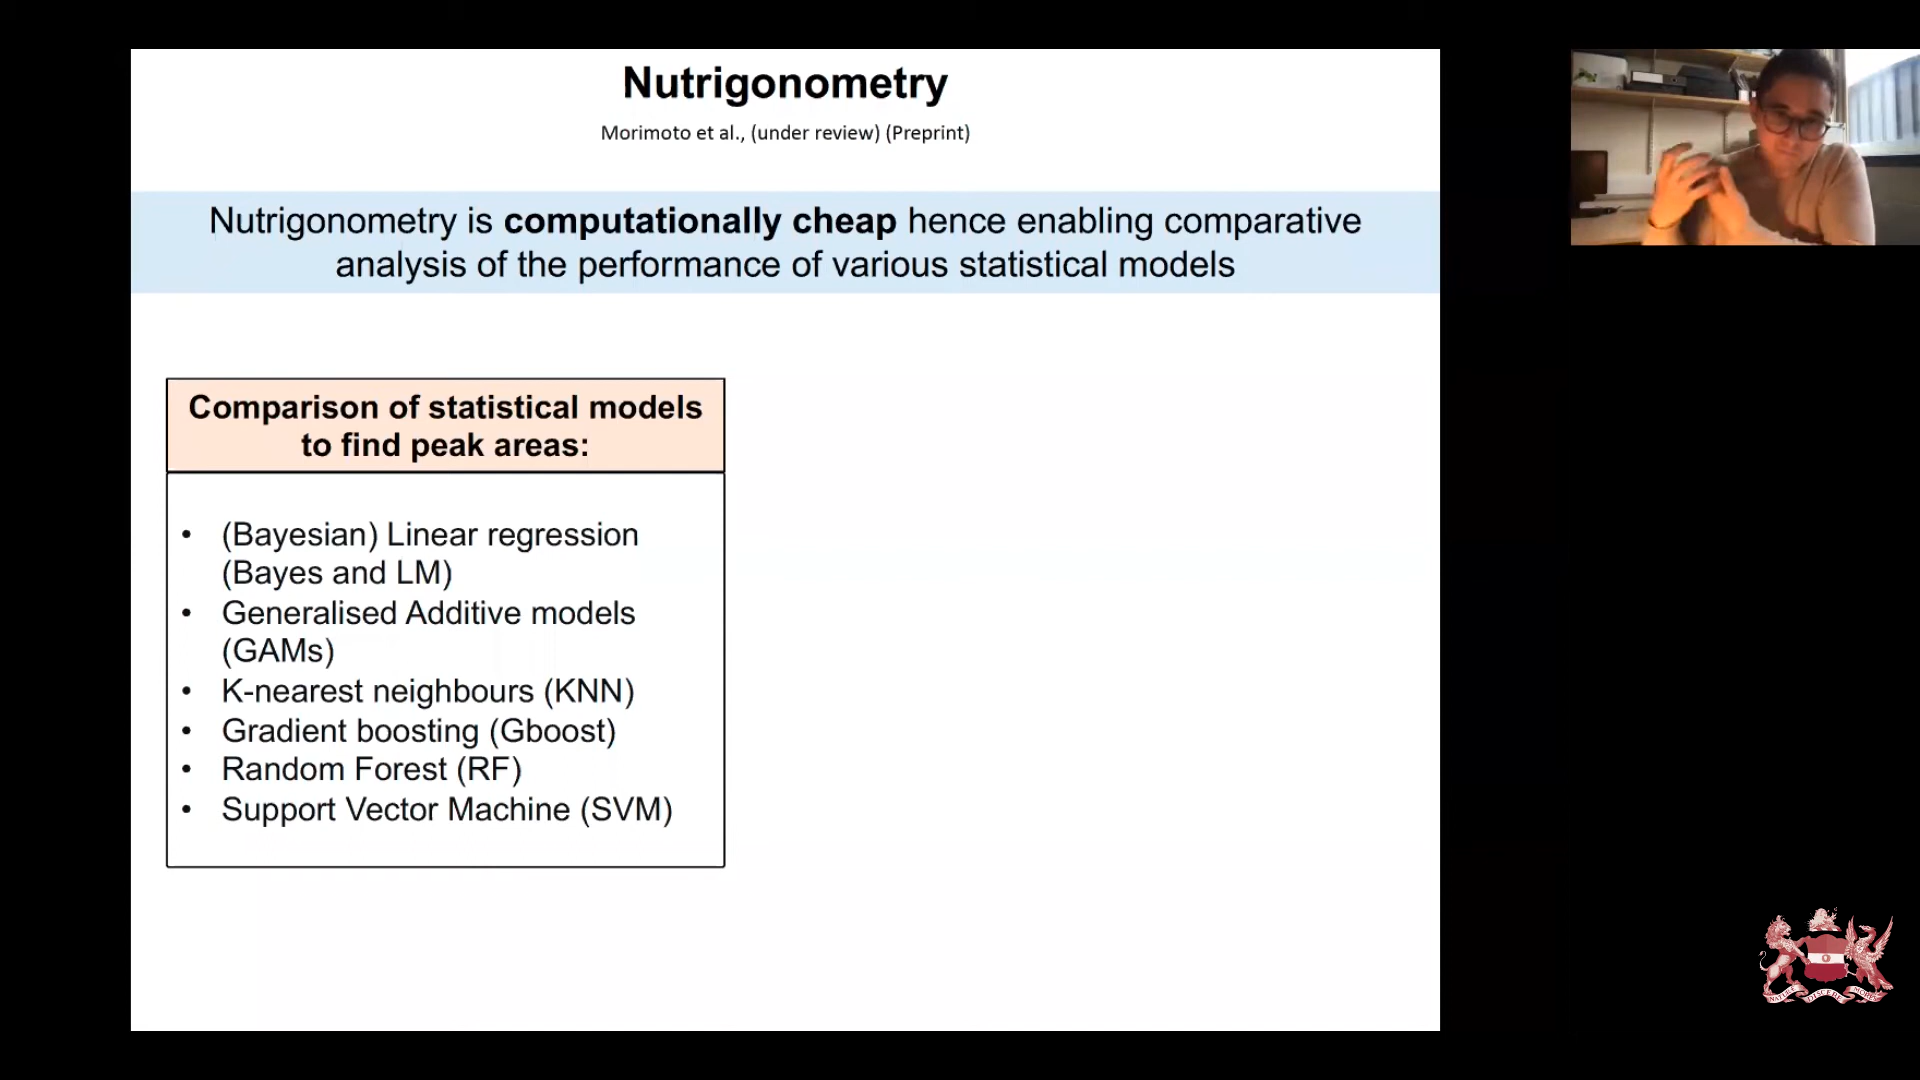 Nutrigonometry
Morimoto et al., (under review) (Preprint)
Nutrigonometry is computationally cheap hence enabling comparative
analysis of the performance of various statistical models
Comparison of statistical models
to find peak areas:
• (Bayesian) Linear regression
(Bayes and LM)
• Generalised Additive models
(GAMs)
• K-nearest neighbours (KNN)
• Gradient boosting (Gboost)
• Random Forest (RF)
• Support Vector Machine (SVM)